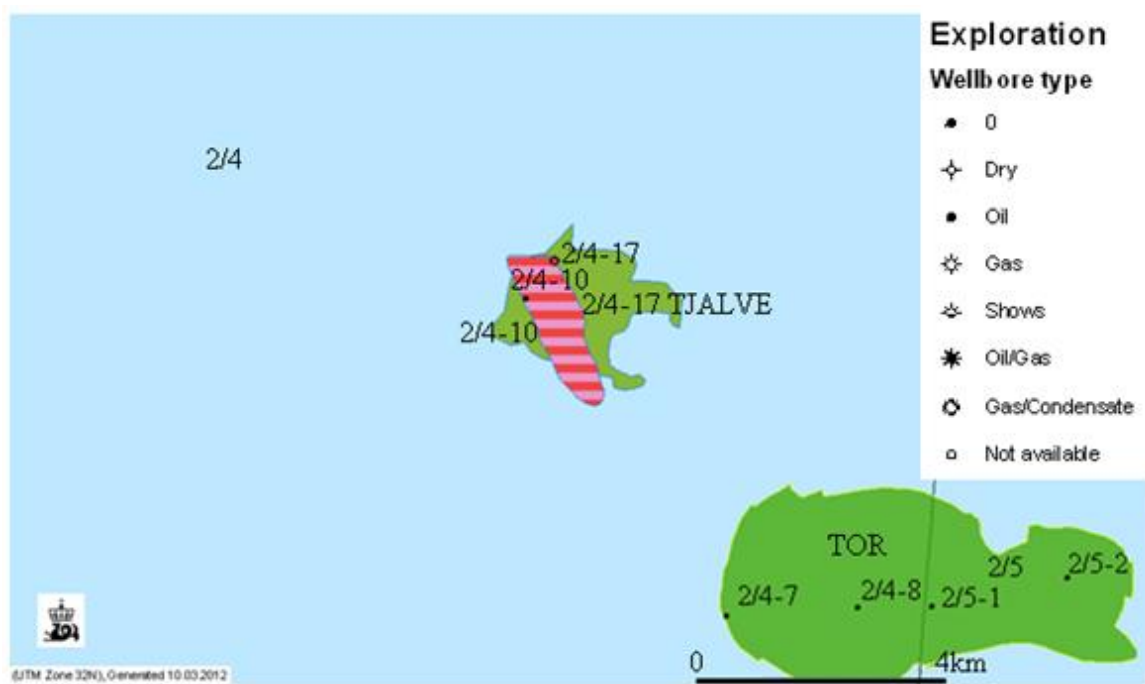 Exploration
Wellbore type
0
Dry
Oil
Gas
Shows
Oil/Gas
Gas/Condensate
Not available
2/4
2/4-17
2/4-10
2/4-17 TJALVE
2/4-10
TOR
2/5
2/5-2
2/4-7
2/4-8
2/5-1
0
4km
(UTM Zone 32N), Generated 10.03.2012